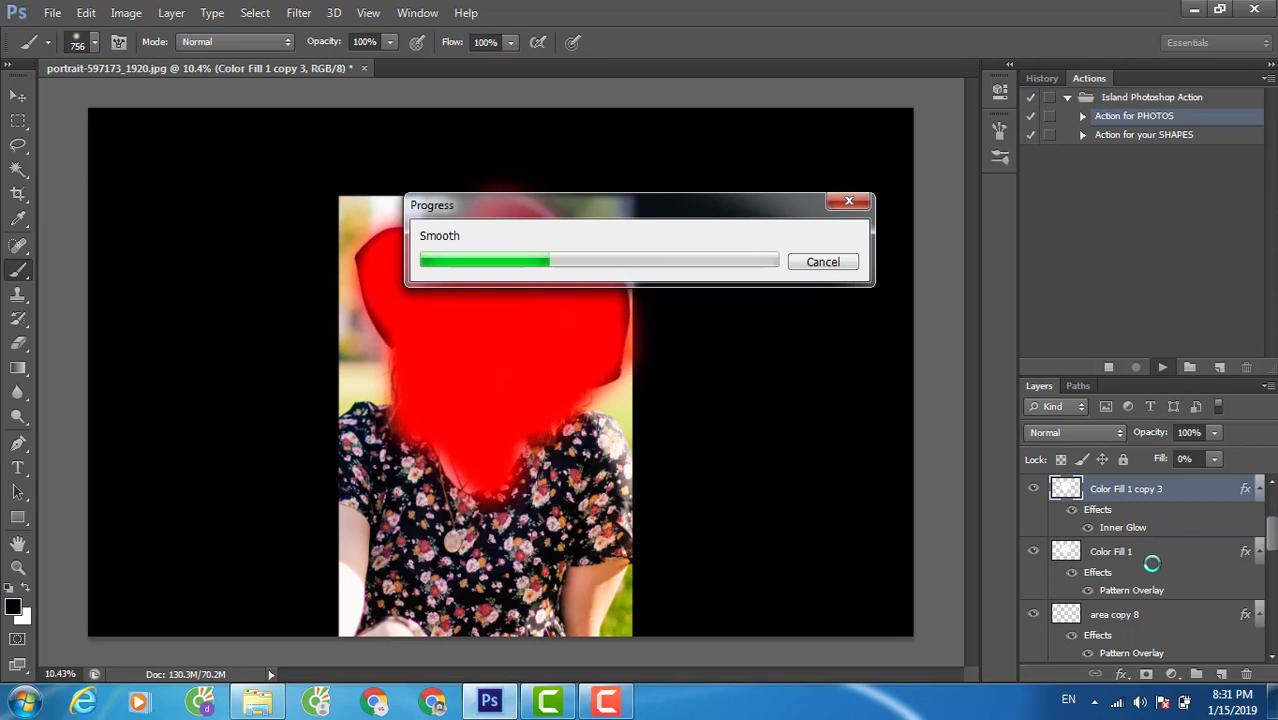 Ps File Edit Image Layer Type Select Filter 3D View Window Help
756 Mode: Normal Opacity: 100% Flow: 100% Essentials
portrait-597173_1920.jpg @ 10.4% (Color Fill 1 copy 3, RGB/8) * ×
History Actions
Island Photoshop Action
Action for PHOTOS
Action for your SHAPES
Progress
Smooth
Cancel
Layers Paths
Kind
Normal Opacity: 100%
Lock: Fill: 0%
Color Fill 1 copy 3 fx
Effects
Inner Glow
Color Fill 1 fx
Effects
Pattern Overlay
area copy 8 fx
Effects
Pattern Overlay
10.43% Doc: 130.3M/70.2M
EN 8:31 PM
1/15/2019